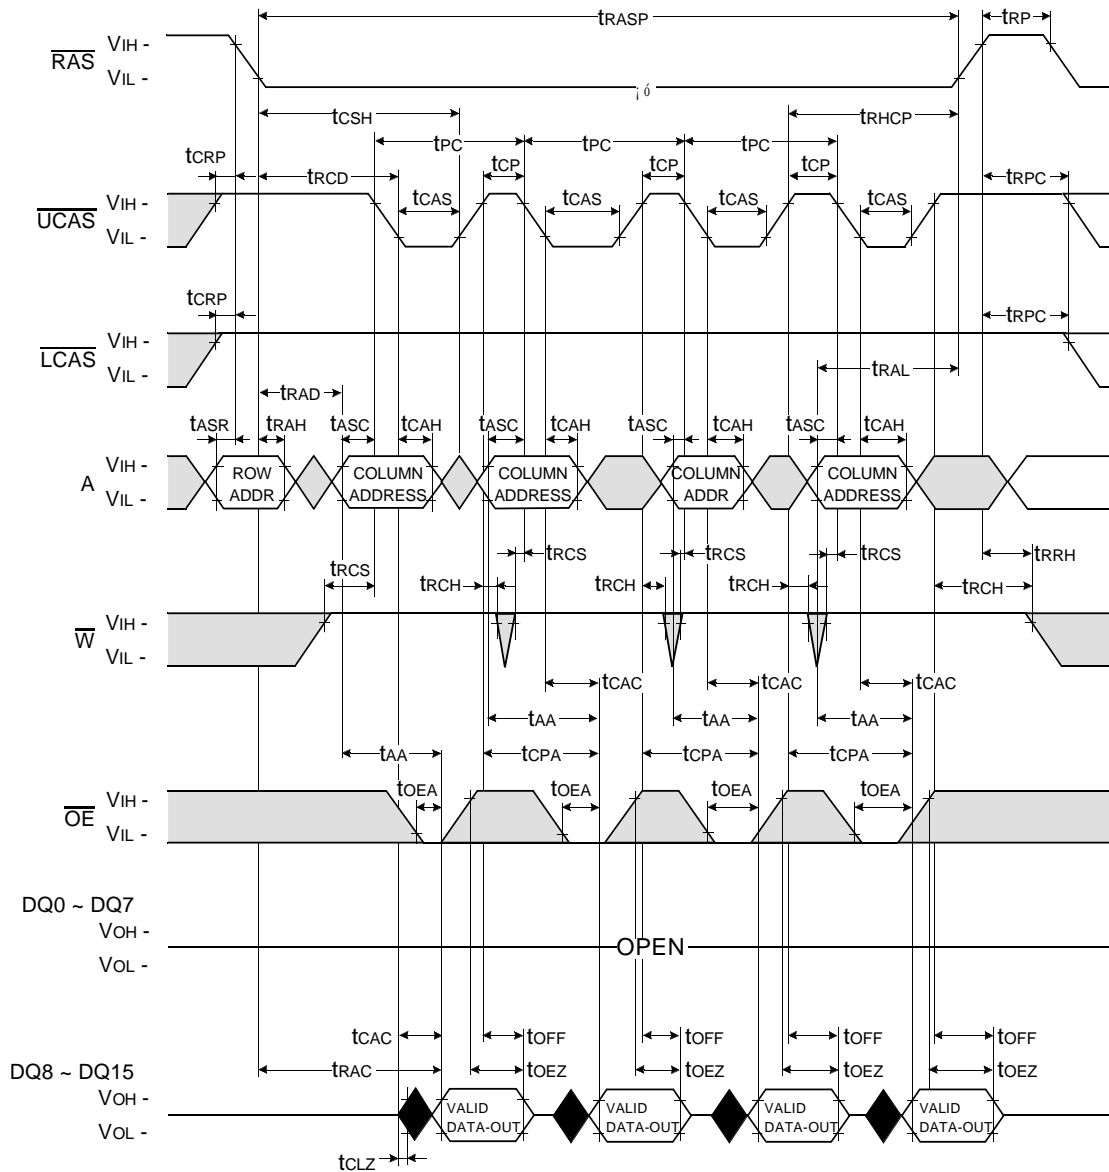 tRASP tRP
RAS VIH -
VIL -
¡ó
tCSH tRHCP
tPC tPC tPC
tCRP tRCD tCP tCP tCP tRPC
UCAS VIH - tCAS tCAS tCAS tCAS
VIL -
tCRP tRPC
LCAS VIH -
VIL - tRAL
tRAD
tASR tRAH tASC tCAH tASC tCAH tASC tCAH tASC tCAH
A VIH - ROW COLUMN COLUMN COLUMN COLUMN
VIL - ADDR ADDRESS ADDRESS ADDR ADDRESS
tRCS tRCS tRCS tRCS tRRH
tRCH tRCH tRCH tRCH
W VIH -
VIL -
tCAC tCAC tCAC
tAA tAA tAA
tAA tCPA tCPA tCPA
tOEA tOEA tOEA tOEA
OE VIH -
VIL -
DQ0 ~ DQ7
VOH -
OPEN
VOL -
tCAC tOFF tOFF tOFF tOFF
DQ8 ~ DQ15 tRAC tOEZ tOEZ tOEZ tOEZ
VOH - VALID VALID VALID VALID
VOL - DATA-OUT DATA-OUT DATA-OUT DATA-OUT
tCLZ